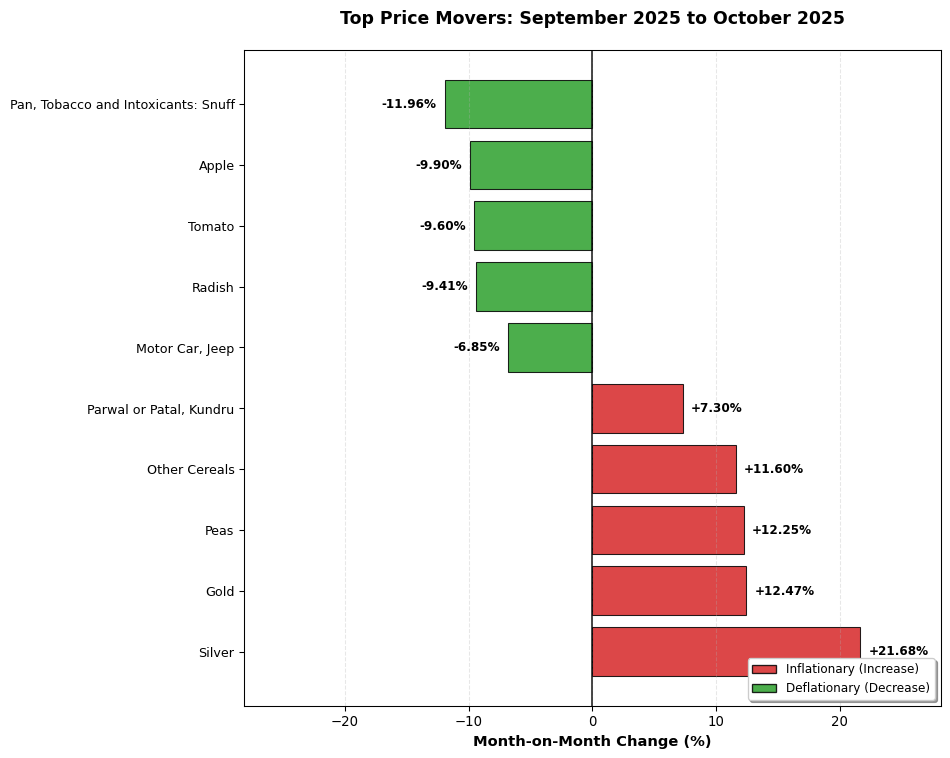 Top Price Movers: September 2025 to October 2025
Pan, Tobacco and Intoxicants: Snuff
-11.96%
Apple
-9.90%
Tomato
-9.60%
Radish
-9.41%
Motor Car, Jeep
-6.85%
Parwal or Patal, Kundru
+7.30%
Other Cereals
+11.60%
Peas
+12.25%
Gold
+12.47%
Silver
+21.68%
Inflationary (Increase)
Deflationary (Decrease)
−20
−10
0
10
20
Month-on-Month Change (%)